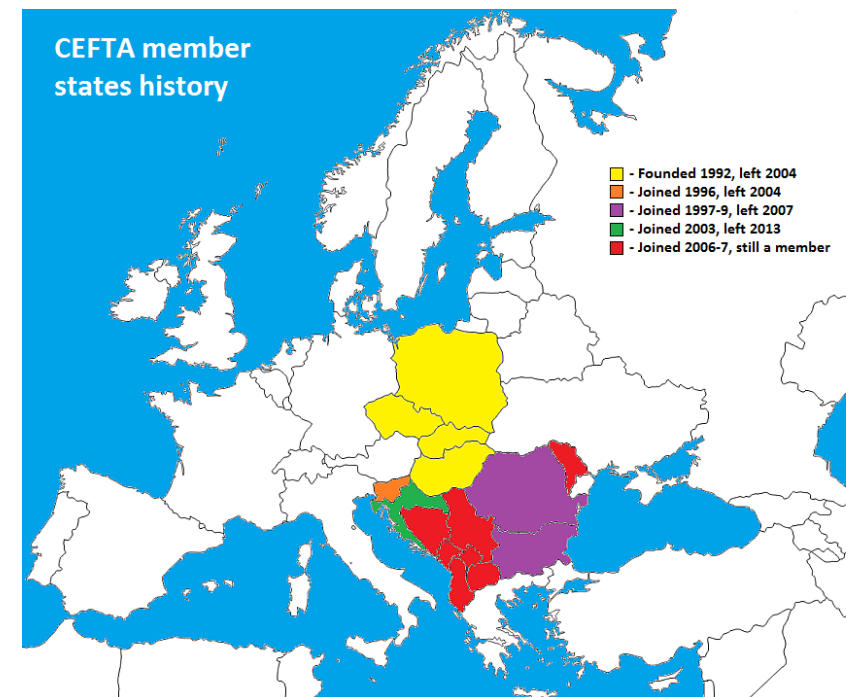 CEFTA member
states history
- Founded 1992, left 2004
- Joined 1996, left 2004
- Joined 1997-9, left 2007
- Joined 2003, left 2013
- Joined 2006-7, still a member